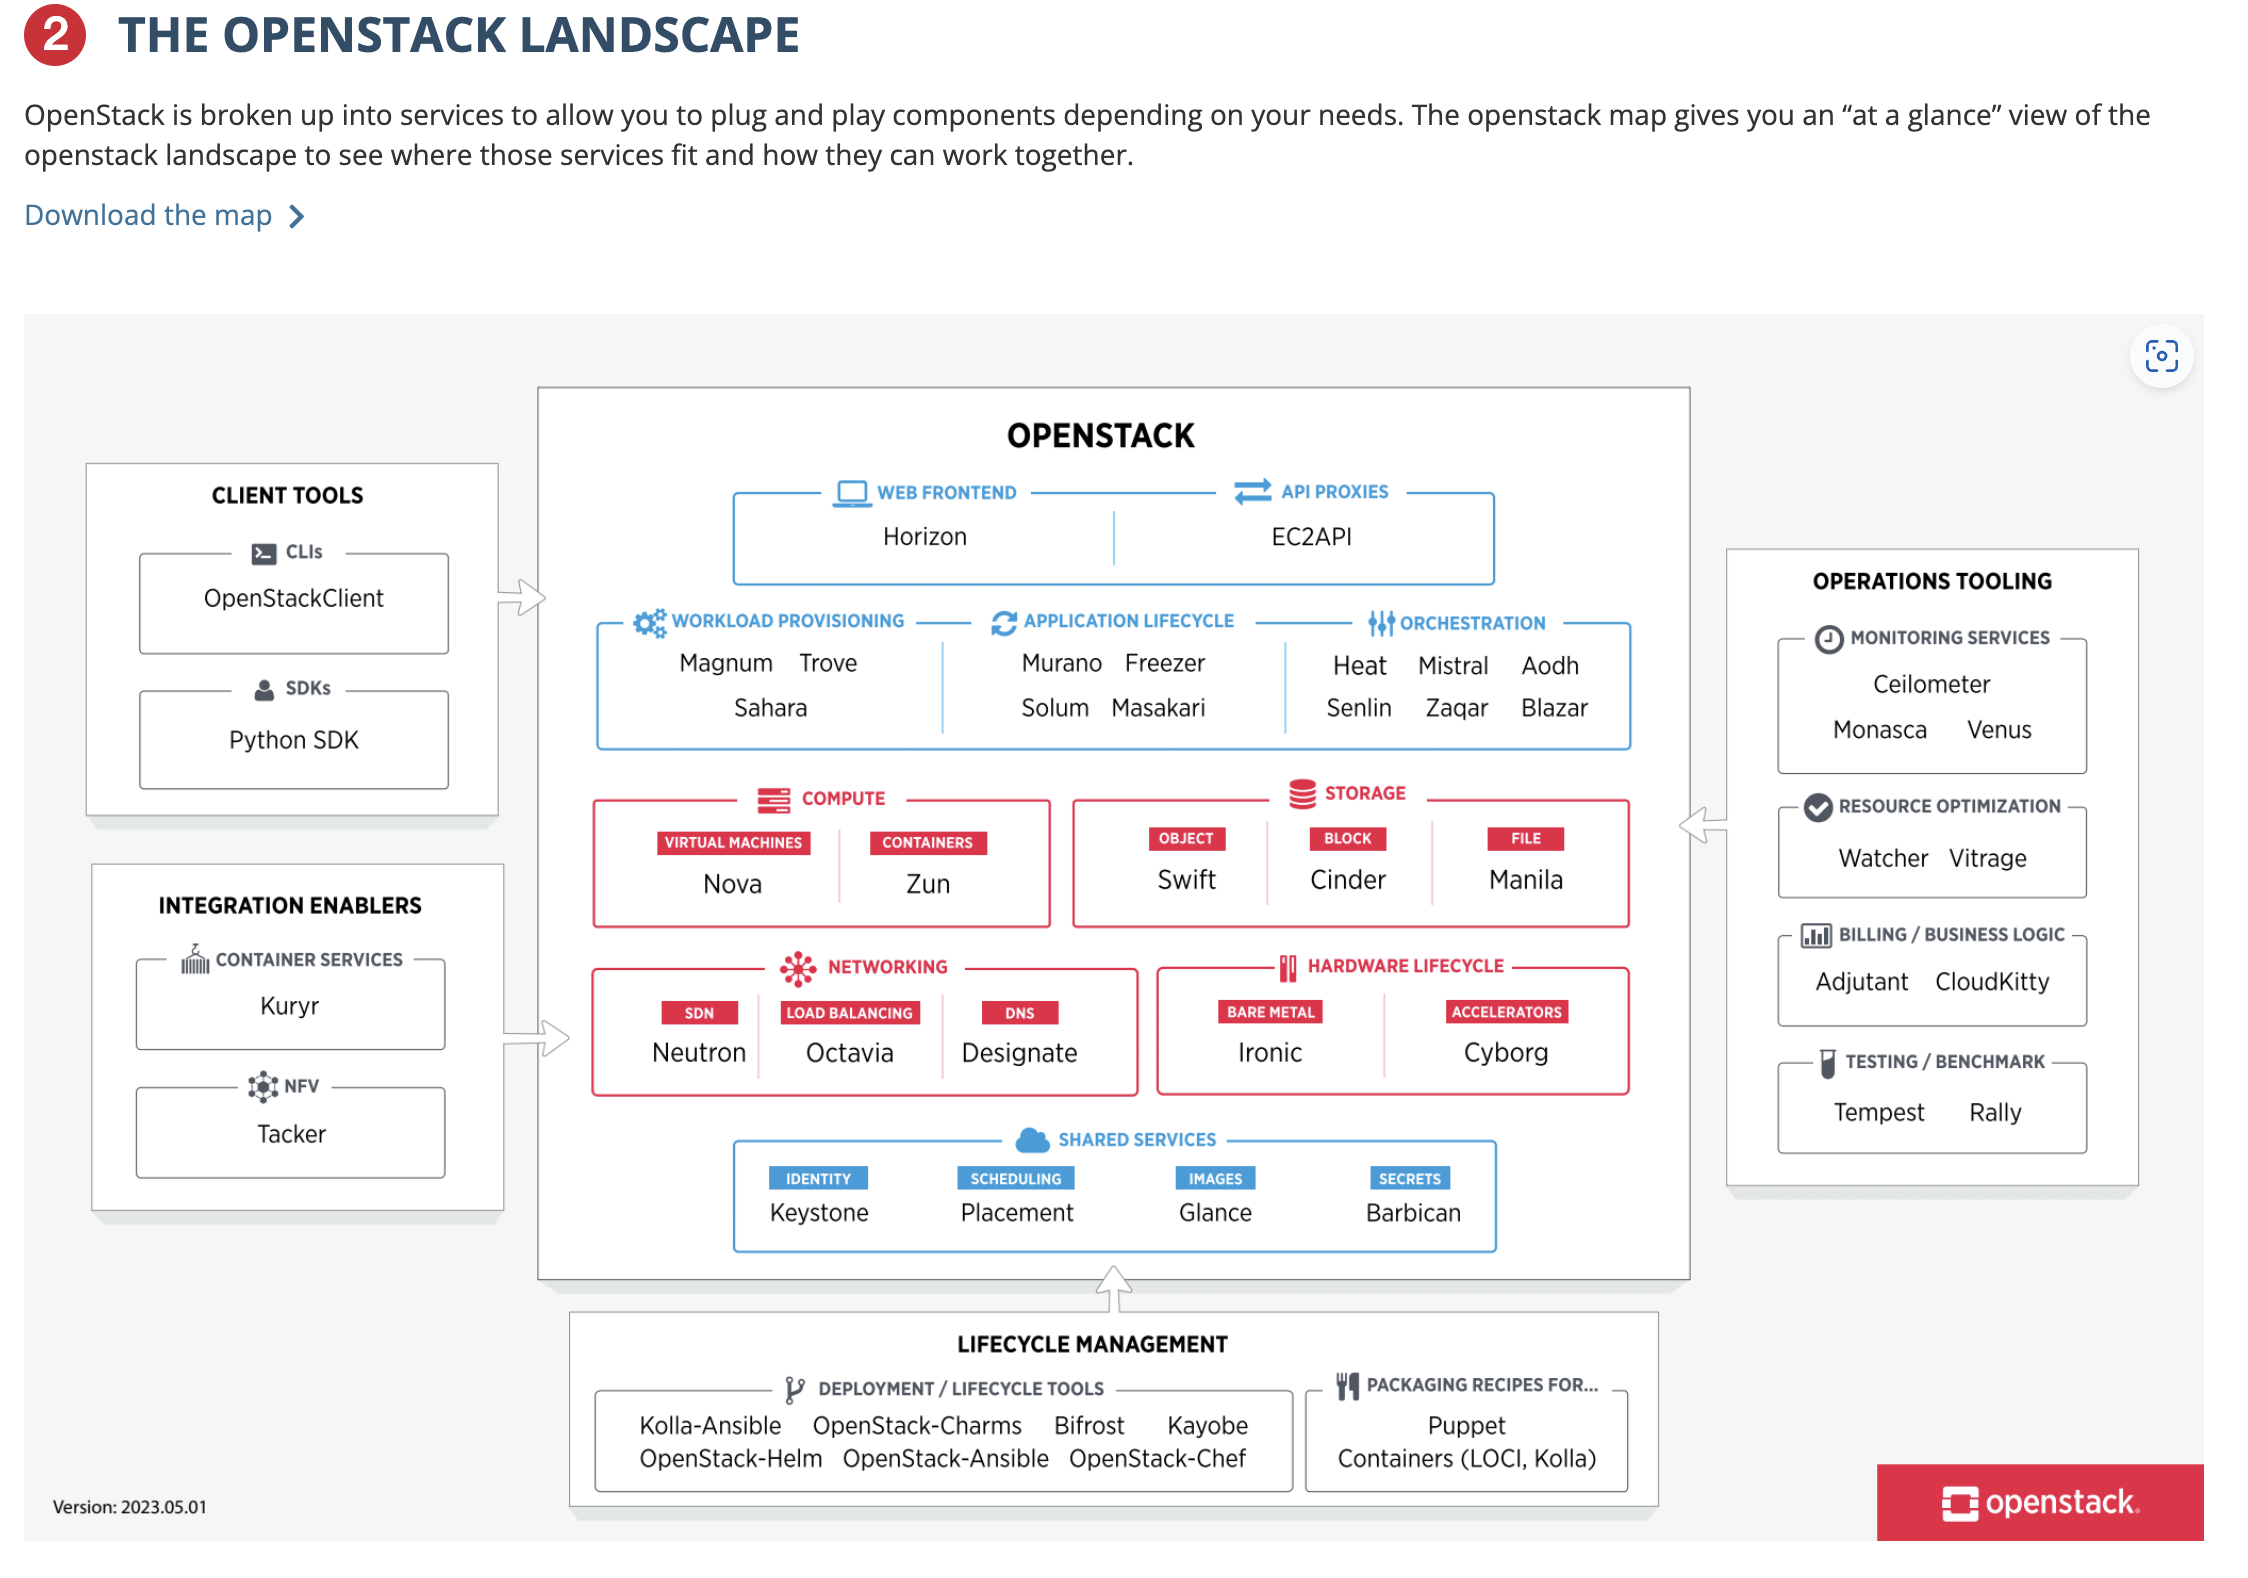 2 THE OPENSTACK LANDSCAPE
OpenStack is broken up into services to allow you to plug and play components depending on your needs. The openstack map gives you an “at a glance” view of the
openstack landscape to see where those services fit and how they can work together.
Download the map
CLIENT TOOLS
CLIs
OpenStackClient
SDKs
Python SDK
INTEGRATION ENABLERS
CONTAINER SERVICES
Kuryr
NFV
Tacker
OPENSTACK
WEB FRONTEND API PROXIES
Horizon EC2API
WORKLOAD PROVISIONING APPLICATION LIFECYCLE ORCHESTRATION
Magnum Trove Murano Freezer Heat Mistral Aodh
Sahara Solum Masakari Senlin Zaqar Blazar
COMPUTE STORAGE
VIRTUAL MACHINES CONTAINERS OBJECT BLOCK FILE
Nova Zun Swift Cinder Manila
NETWORKING HARDWARE LIFECYCLE
SDN LOAD BALANCING DNS BARE METAL ACCELERATORS
Neutron Octavia Designate Ironic Cyborg
SHARED SERVICES
IDENTITY SCHEDULING IMAGES SECRETS
Keystone Placement Glance Barbican
OPERATIONS TOOLING
MONITORING SERVICES
Ceilometer
Monasca Venus
RESOURCE OPTIMIZATION
Watcher Vitrage
BILLING / BUSINESS LOGIC
Adjutant CloudKitty
TESTING / BENCHMARK
Tempest Rally
LIFECYCLE MANAGEMENT
DEPLOYMENT / LIFECYCLE TOOLS PACKAGING RECIPES FOR...
Kolla-Ansible OpenStack-Charms Bifrost Kayobe Puppet
OpenStack-Helm OpenStack-Ansible OpenStack-Chef Containers (LOCI, Kolla)
Version: 2023.05.01
openstack.